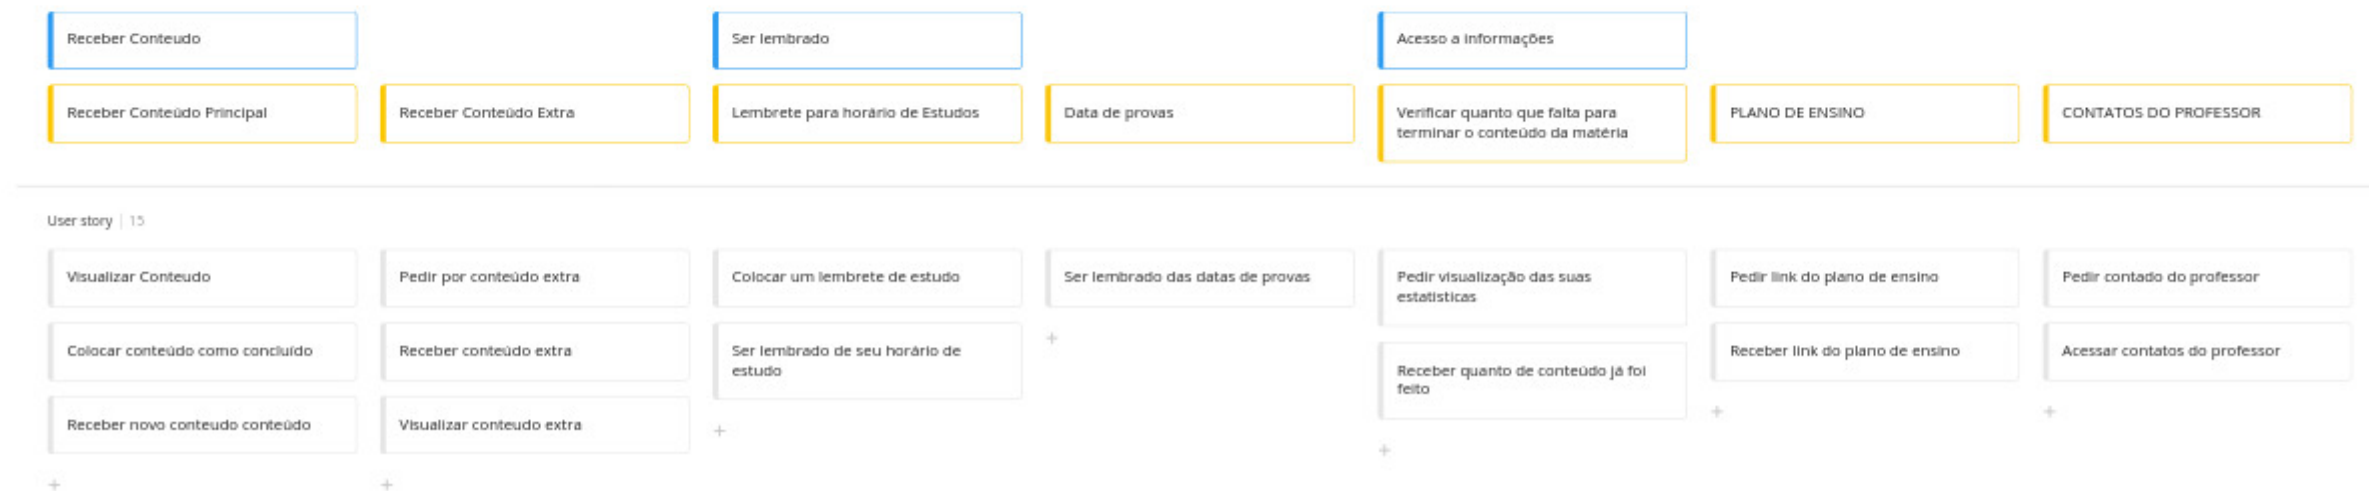 Receber Conteudo
Ser lembrado
Acesso a informações
Receber Conteúdo Principal
Receber Conteúdo Extra
Lembrete para horário de Estudos
Data de provas
Verificar quanto que falta para
terminar o conteúdo da matéria
PLANO DE ENSINO
CONTATOS DO PROFESSOR
User story | 15
Visualizar Conteudo
Pedir por conteúdo extra
Colocar um lembrete de estudo
Ser lembrado das datas de provas
Pedir visualização das suas
estatisticas
Pedir link do plano de ensino
Pedir contado do professor
Colocar conteúdo como concluído
Receber conteúdo extra
Ser lembrado de seu horário de
estudo
Receber quanto de conteúdo já foi
feito
Receber link do plano de ensino
Acessar contatos do professor
Receber novo conteudo conteúdo
Visualizar conteudo extra